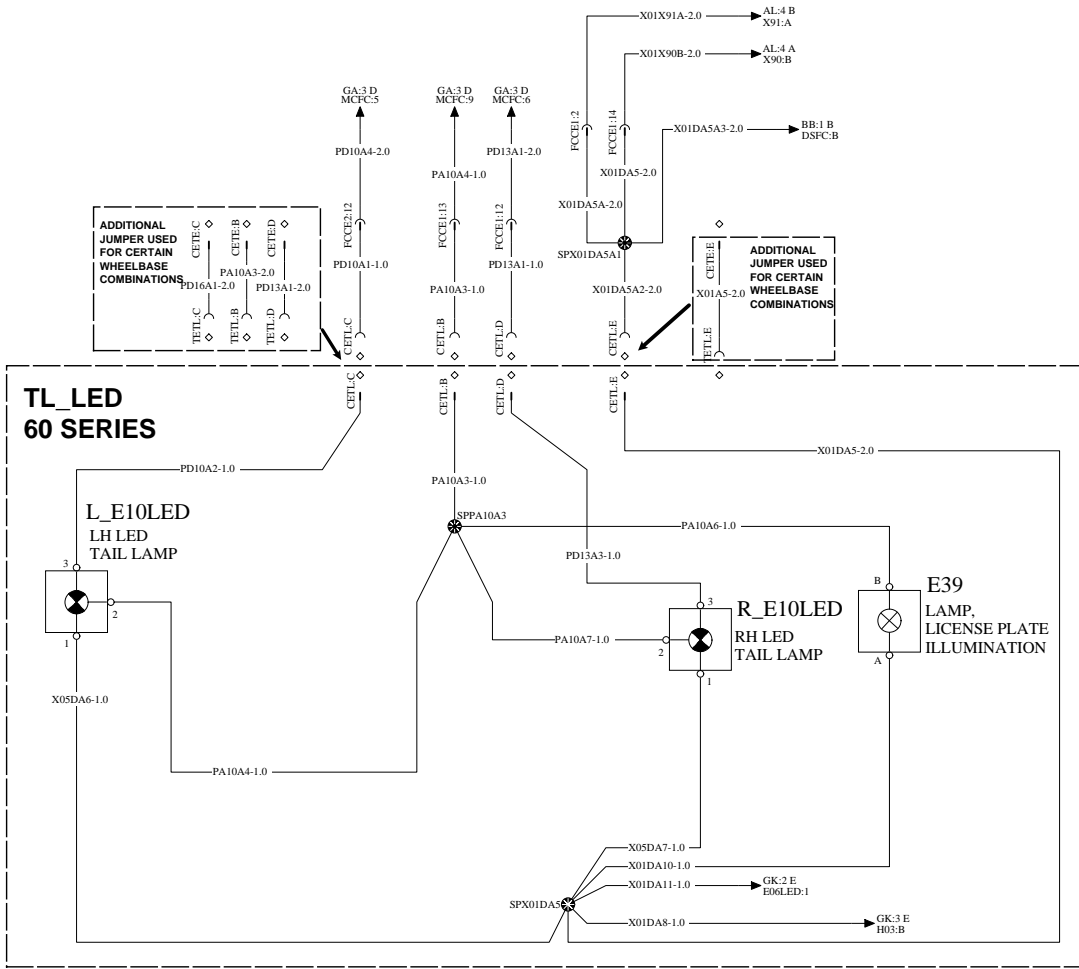 X01X91A-2.0
AL:4 B
X91:A
X01X90B-2.0
AL:4 A
X90:B
GA:3 D
MCFC:5
GA:3 D
MCFC:9
GA:3 D
MCFC:6
FCCE1:2
FCCE1:14
X01DA5A3-2.0
BB:1 B
DSFC:B
PD10A4-2.0
PA10A4-1.0
PD13A1-2.0
X01DA5-2.0
X01DA5A-2.0
FCCE2:12
FCCE1:13
FCCE1:12
SPX01DA5A1
ADDITIONAL
JUMPER USED
FOR CERTAIN
WHEELBASE
COMBINATIONS
CETE:C
CETE:B
CETE:D
PD16A1-2.0
PA10A3-2.0
PD13A1-2.0
TETL:C
TETL:B
TETL:D
PD10A1-1.0
PA10A3-1.0
PD13A1-1.0
X01DA5A2-2.0
CETE:E
X01A5-2.0
TETL:E
ADDITIONAL
JUMPER USED
FOR CERTAIN
WHEELBASE
COMBINATIONS
CETL:C
CETL:B
CETL:D
CETL:E
CETL:C
CETL:B
CETL:D
CETL:E
TL_LED
60 SERIES
X01DA5-2.0
PD10A2-1.0
PA10A3-1.0
L_E10LED
LH LED
TAIL LAMP
SPPA10A3
PA10A6-1.0
PD13A3-1.0
3
2
1
R_E10LED
RH LED
TAIL LAMP
3
2
1
PA10A7-1.0
B
A
E39
LAMP,
LICENSE PLATE
ILLUMINATION
X05DA6-1.0
PA10A4-1.0
X05DA7-1.0
X01DA10-1.0
X01DA11-1.0
GK:2 E
E06LED:1
SPX01DA5
X01DA8-1.0
GK:3 E
H03:B